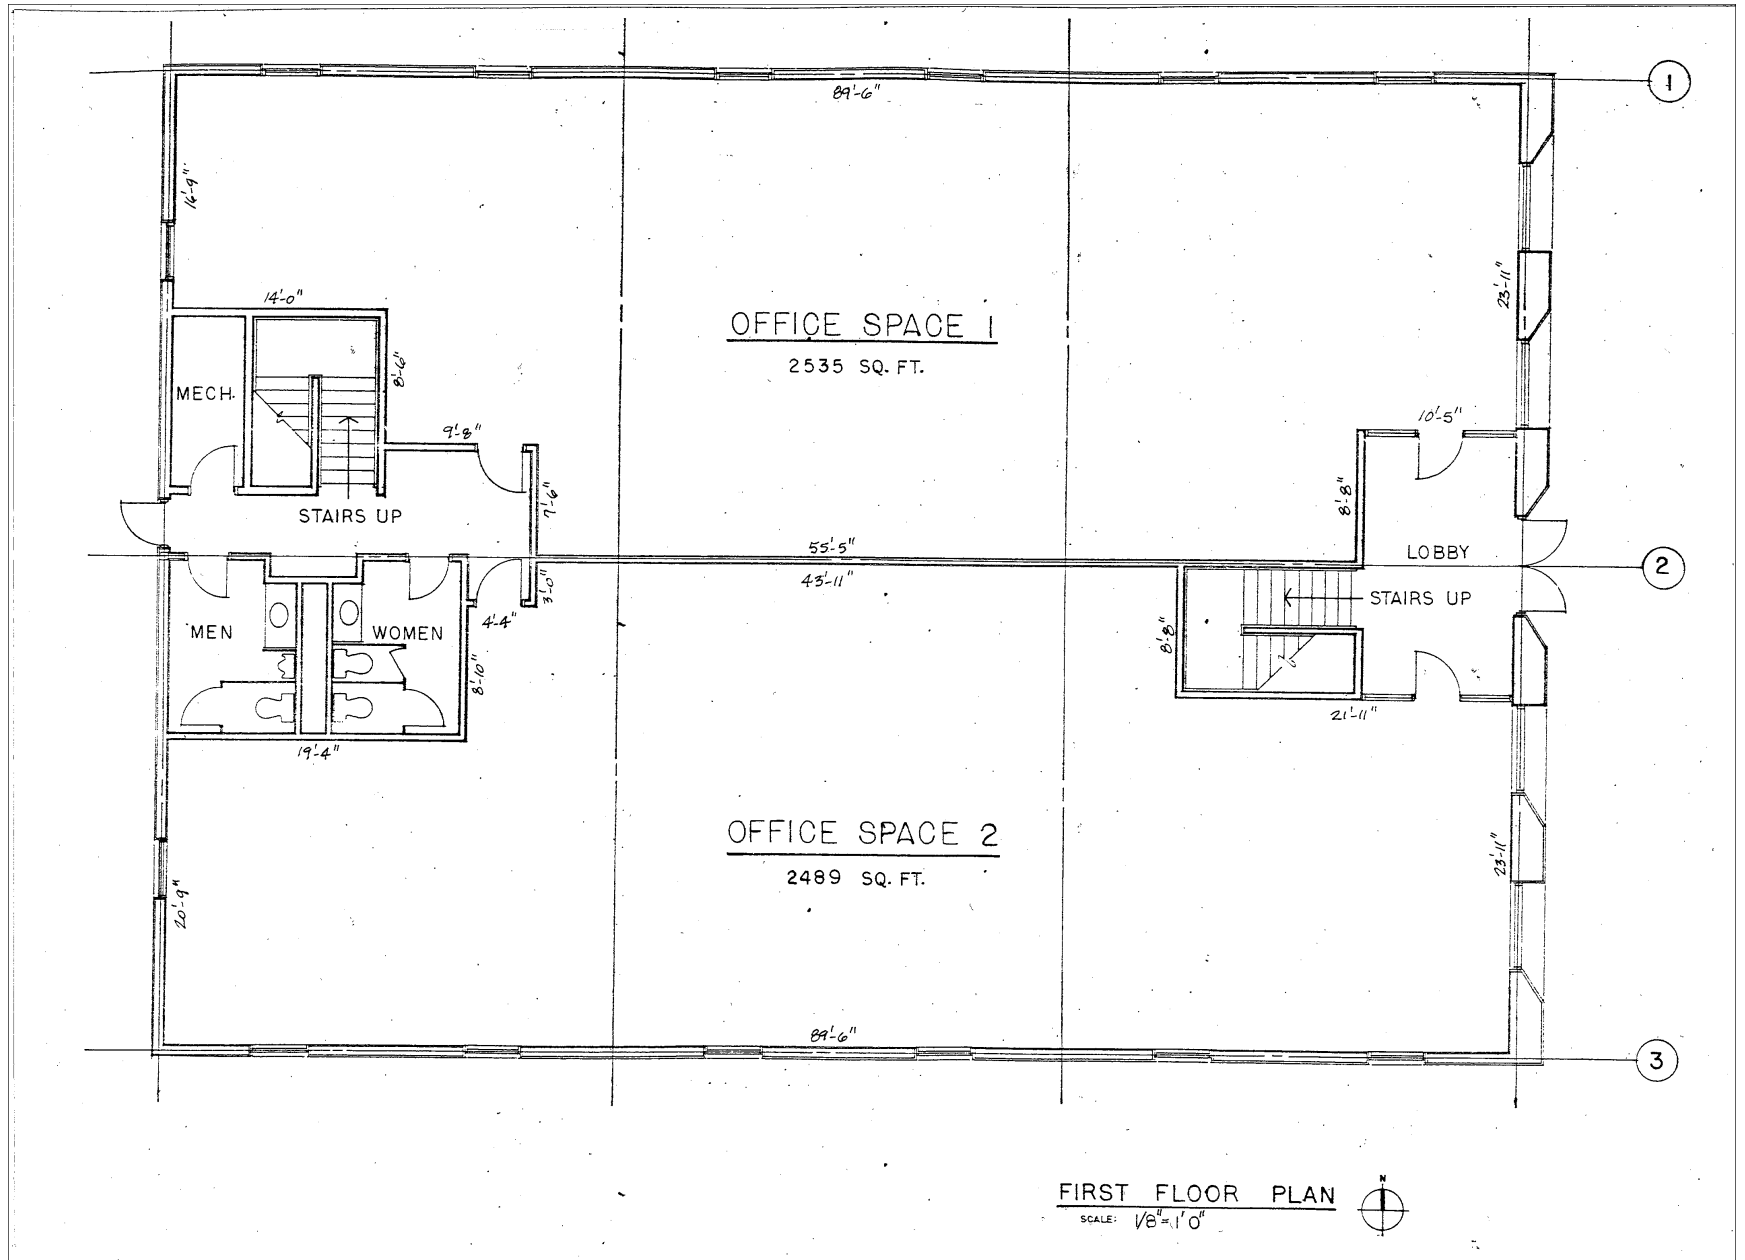 1
89'-6"
16'-9"
14'-0"
23'-11"
OFFICE SPACE 1
2535 SQ. FT.
8'-6"
MECH.
10'-5"
9'-8"
7'-6"
8'-8"
STAIRS UP
55'-5"
LOBBY
2
43'-11"
3'-0"
STAIRS UP
MEN
WOMEN
4'-4"
8'-8"
8'-10"
21'-11"
19'-4"
OFFICE SPACE 2
2489 SQ. FT.
23'-11"
20'-9"
89'-6"
3
N
FIRST FLOOR PLAN
SCALE: 1/8"=1'0"